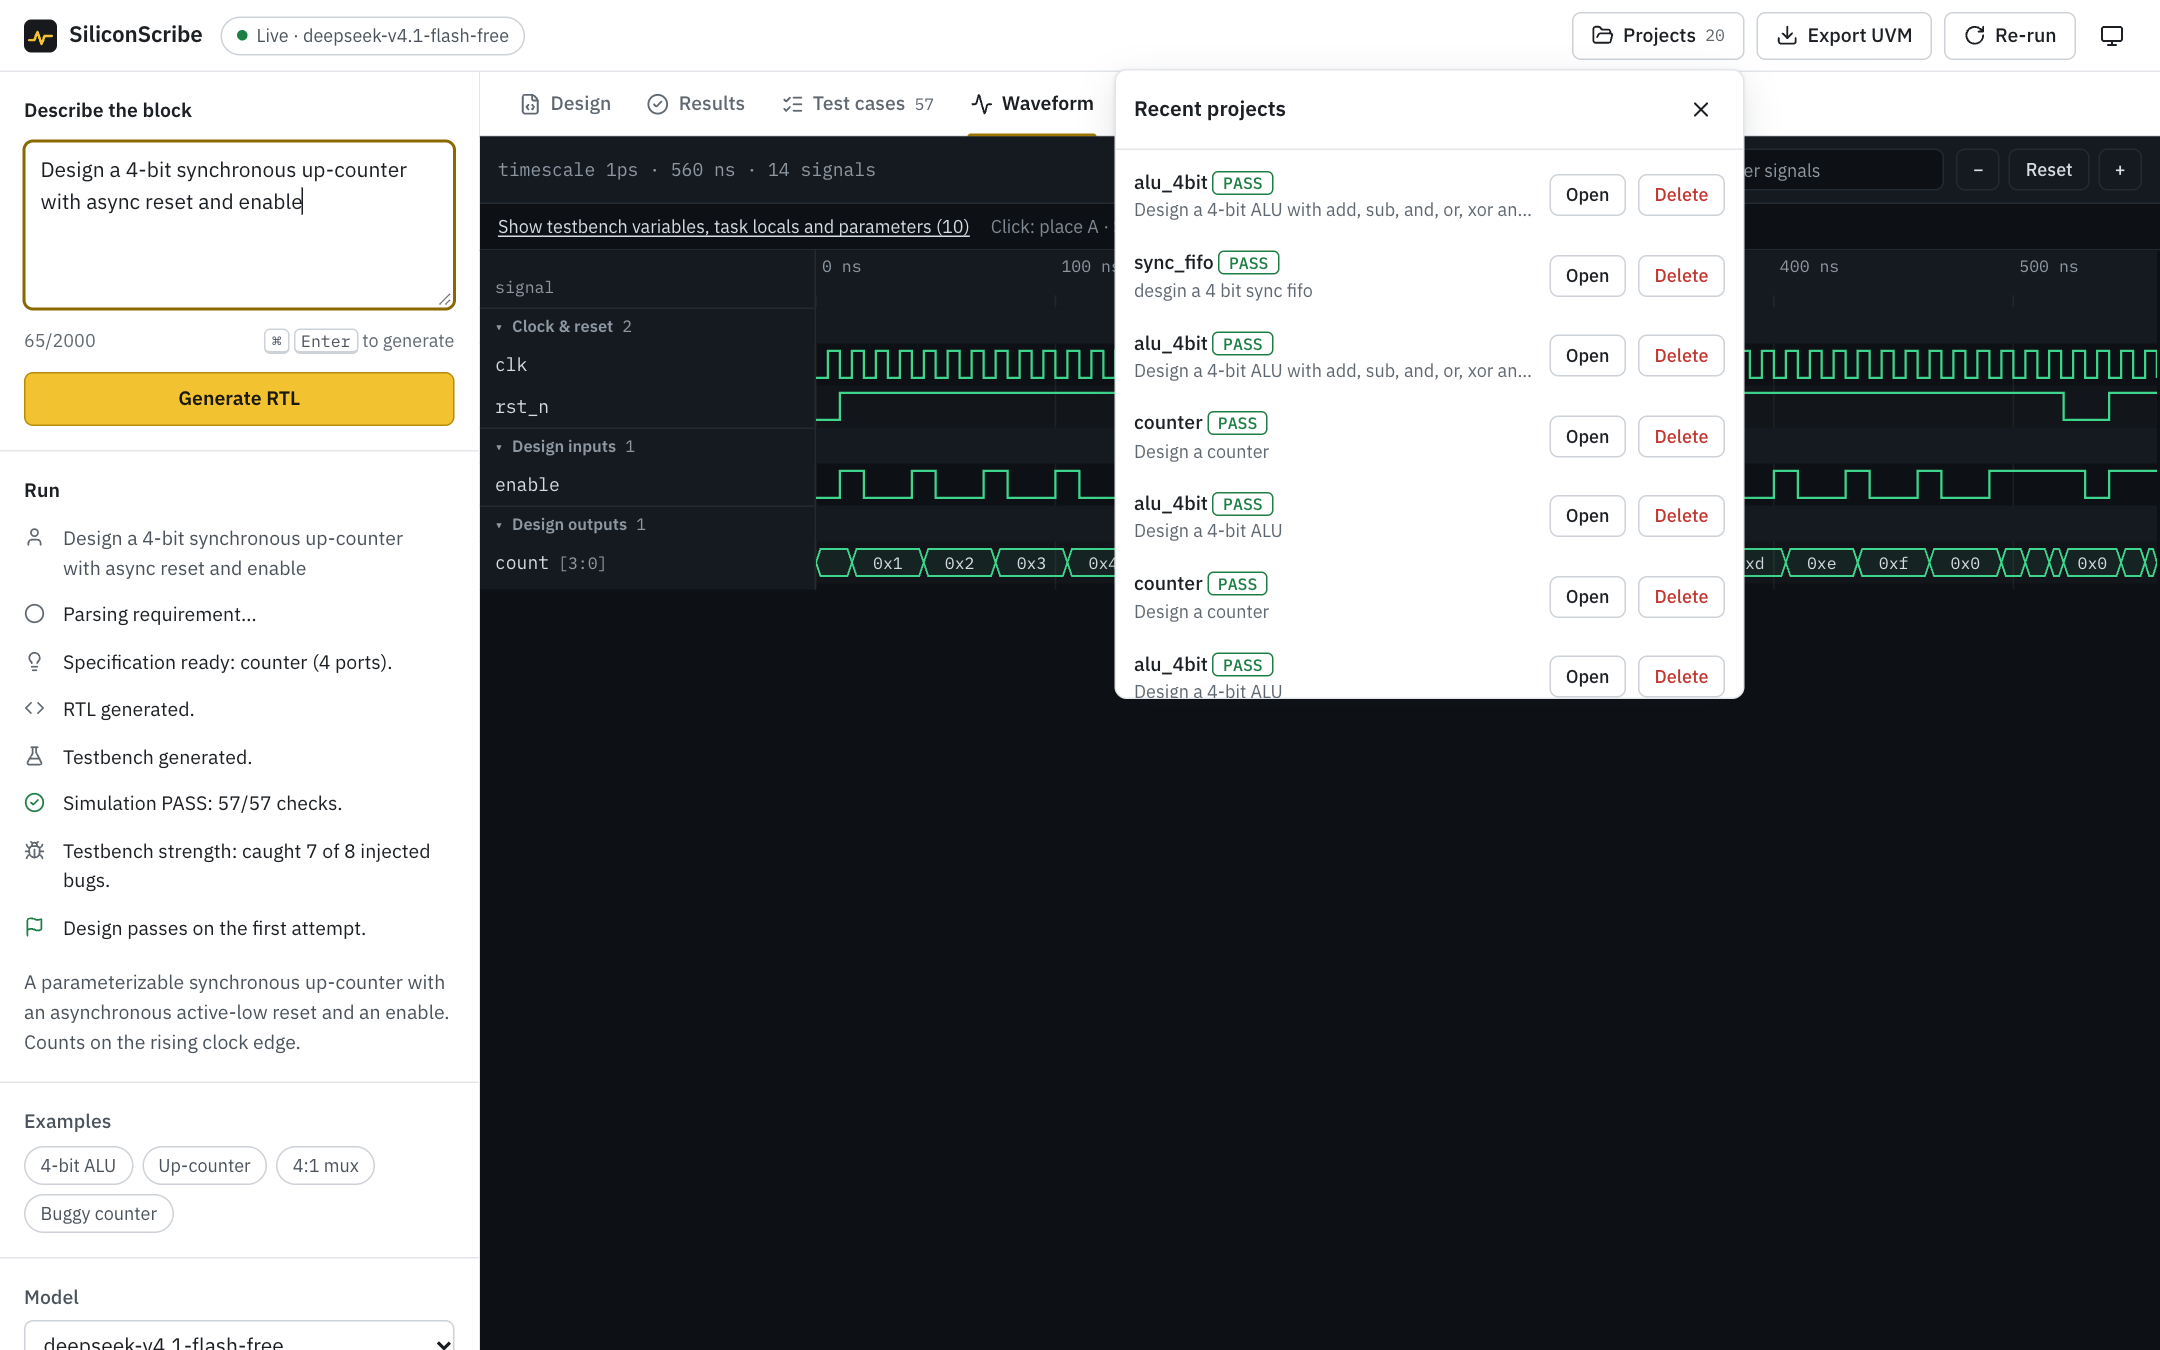 SiliconScribe
Live · deepseek-v4.1-flash-free
Projects 20
Export UVM
Re-run
Describe the block
Design a 4-bit synchronous up-counter
with async reset and enable
65/2000
⌘ Enter to generate
Generate RTL
Run
Design a 4-bit synchronous up-counter
with async reset and enable
Parsing requirement...
Specification ready: counter (4 ports).
RTL generated.
Testbench generated.
Simulation PASS: 57/57 checks.
Testbench strength: caught 7 of 8 injected
bugs.
Design passes on the first attempt.
A parameterizable synchronous up-counter with
an asynchronous active-low reset and an enable.
Counts on the rising clock edge.
Examples
4-bit ALU
Up-counter
4:1 mux
Buggy counter
Model
deepseek-v4.1-flash-free
Design
Results
Test cases 57
Waveform
timescale 1ps · 560 ns · 14 signals
signals
−
Reset
+
Show testbench variables, task locals and parameters (10)
Click: place A ·
0 ns
100 ns
400 ns
500 ns
signal
▾ Clock & reset 2
clk
rst_n
▾ Design inputs 1
enable
▾ Design outputs 1
count [3:0]
0x1
0x2
0x3
0x4
xd
0xe
0xf
0x0
0x0
Recent projects
alu_4bit PASS
Design a 4-bit ALU with add, sub, and, or, xor an...
Open
Delete
sync_fifo PASS
desgin a 4 bit sync fifo
Open
Delete
alu_4bit PASS
Design a 4-bit ALU with add, sub, and, or, xor an...
Open
Delete
counter PASS
Design a counter
Open
Delete
alu_4bit PASS
Design a 4-bit ALU
Open
Delete
counter PASS
Design a counter
Open
Delete
alu_4bit PASS
Design a 4-bit ALU
Open
Delete